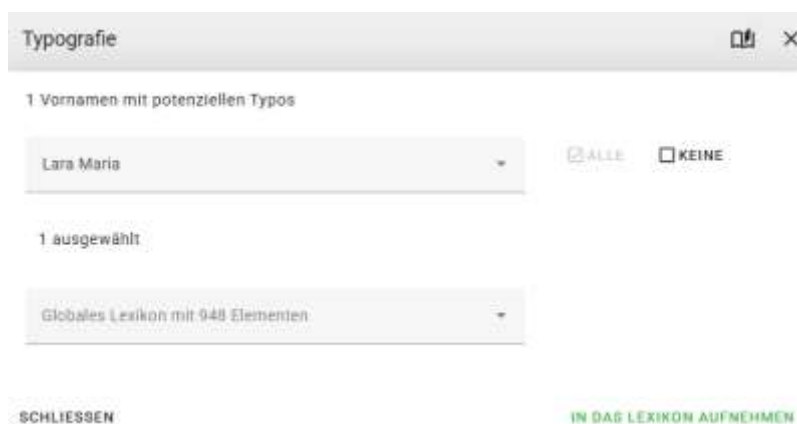 Typografie
1 Vornamen mit potenziellen Typos
Lara Maria
ALLE KEINE
1 ausgewählt
Globales Lexikon mit 948 Elementen
SCHLIESSEN IN DAS LEXIKON AUFNEHMEN